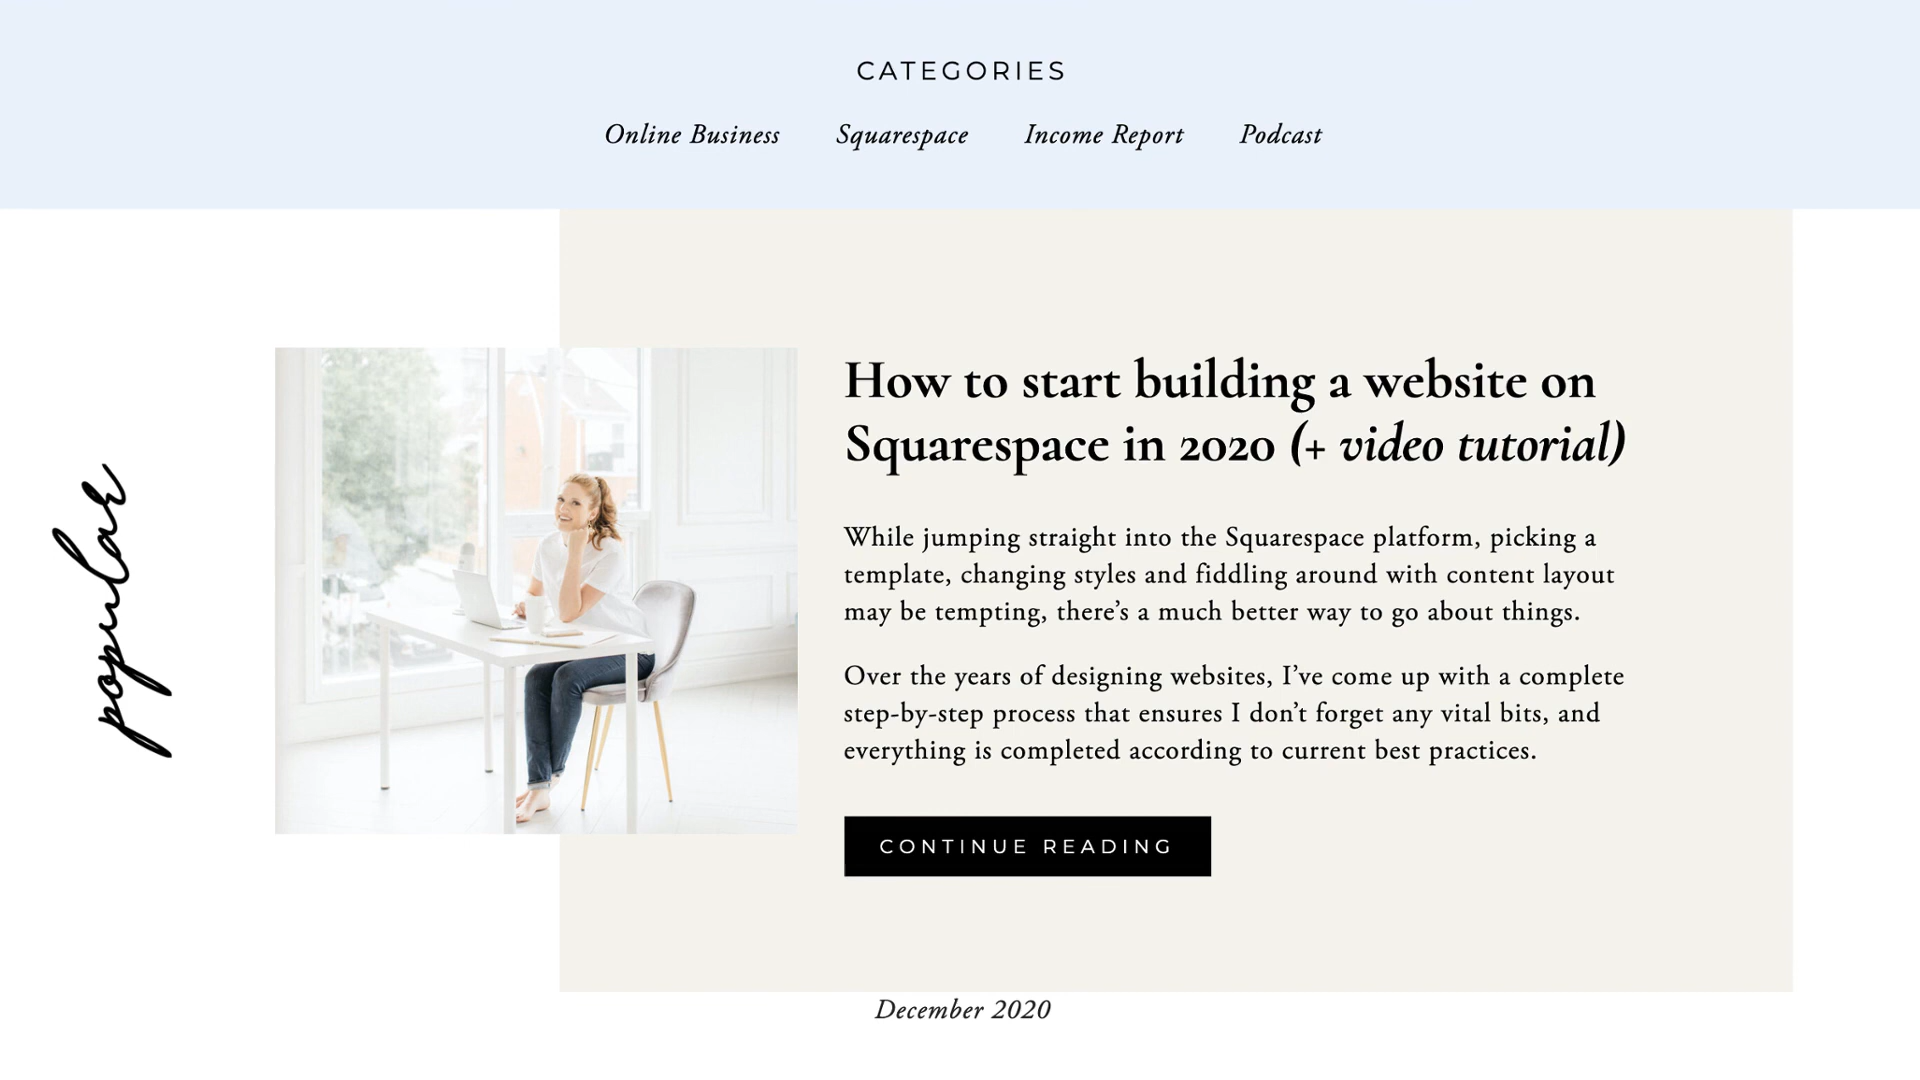 CATEGORIES
Online Business Squarespace Income Report Podcast
popular
How to start building a website on
Squarespace in 2020 (+ video tutorial)
While jumping straight into the Squarespace platform, picking a
template, changing styles and fiddling around with content layout
may be tempting, there’s a much better way to go about things.
Over the years of designing websites, I’ve come up with a complete
step-by-step process that ensures I don’t forget any vital bits, and
everything is completed according to current best practices.
CONTINUE READING
December 2020